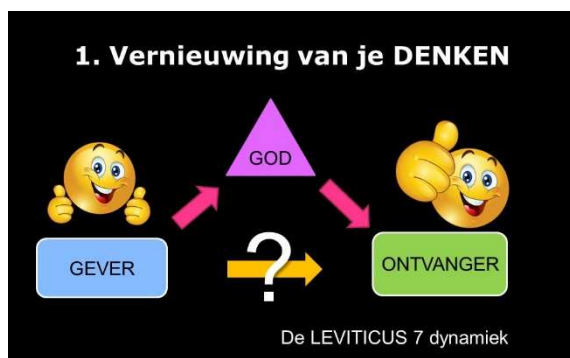 1. Vernieuwing van je DENKEN
GOD
GEVER
?
ONTVANGER
De LEVITICUS 7 dynamiek